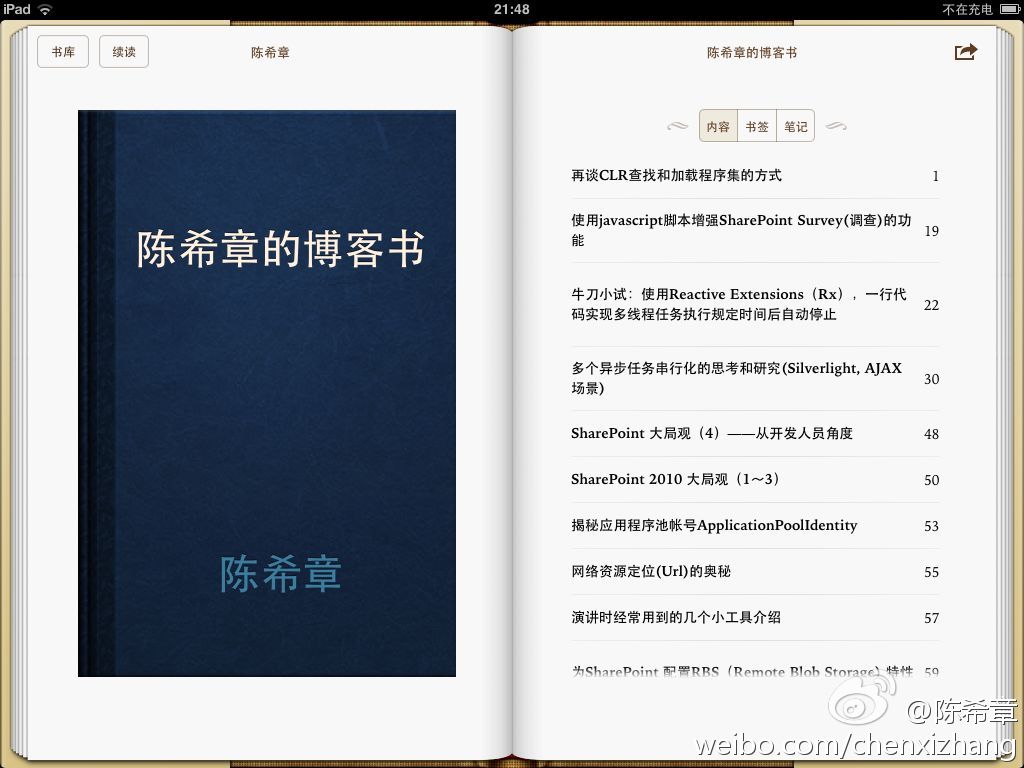 iPad 21:48 不在充电
书库 续读 陈希章
陈希章的博客书
陈希章
陈希章的博客书
内容 书签 笔记
再谈CLR查找和加载程序集的方式 1
使用javascript脚本增强SharePoint Survey(调查)的功
能 19
牛刀小试：使用Reactive Extensions（Rx），一行代
码实现多线程任务执行规定时间后自动停止 22
多个异步任务串行化的思考和研究(Silverlight, AJAX
场景) 30
SharePoint 大局观（4）——从开发人员角度 48
SharePoint 2010 大局观（1～3） 50
揭秘应用程序池帐号ApplicationPoolIdentity 53
网络资源定位(Url)的奥秘 55
演讲时经常用到的几个小工具介绍 57
为SharePoint 配置RBS（Remote Blob Storage) 特性 59
@陈希章
weibo.com/chenxizhang